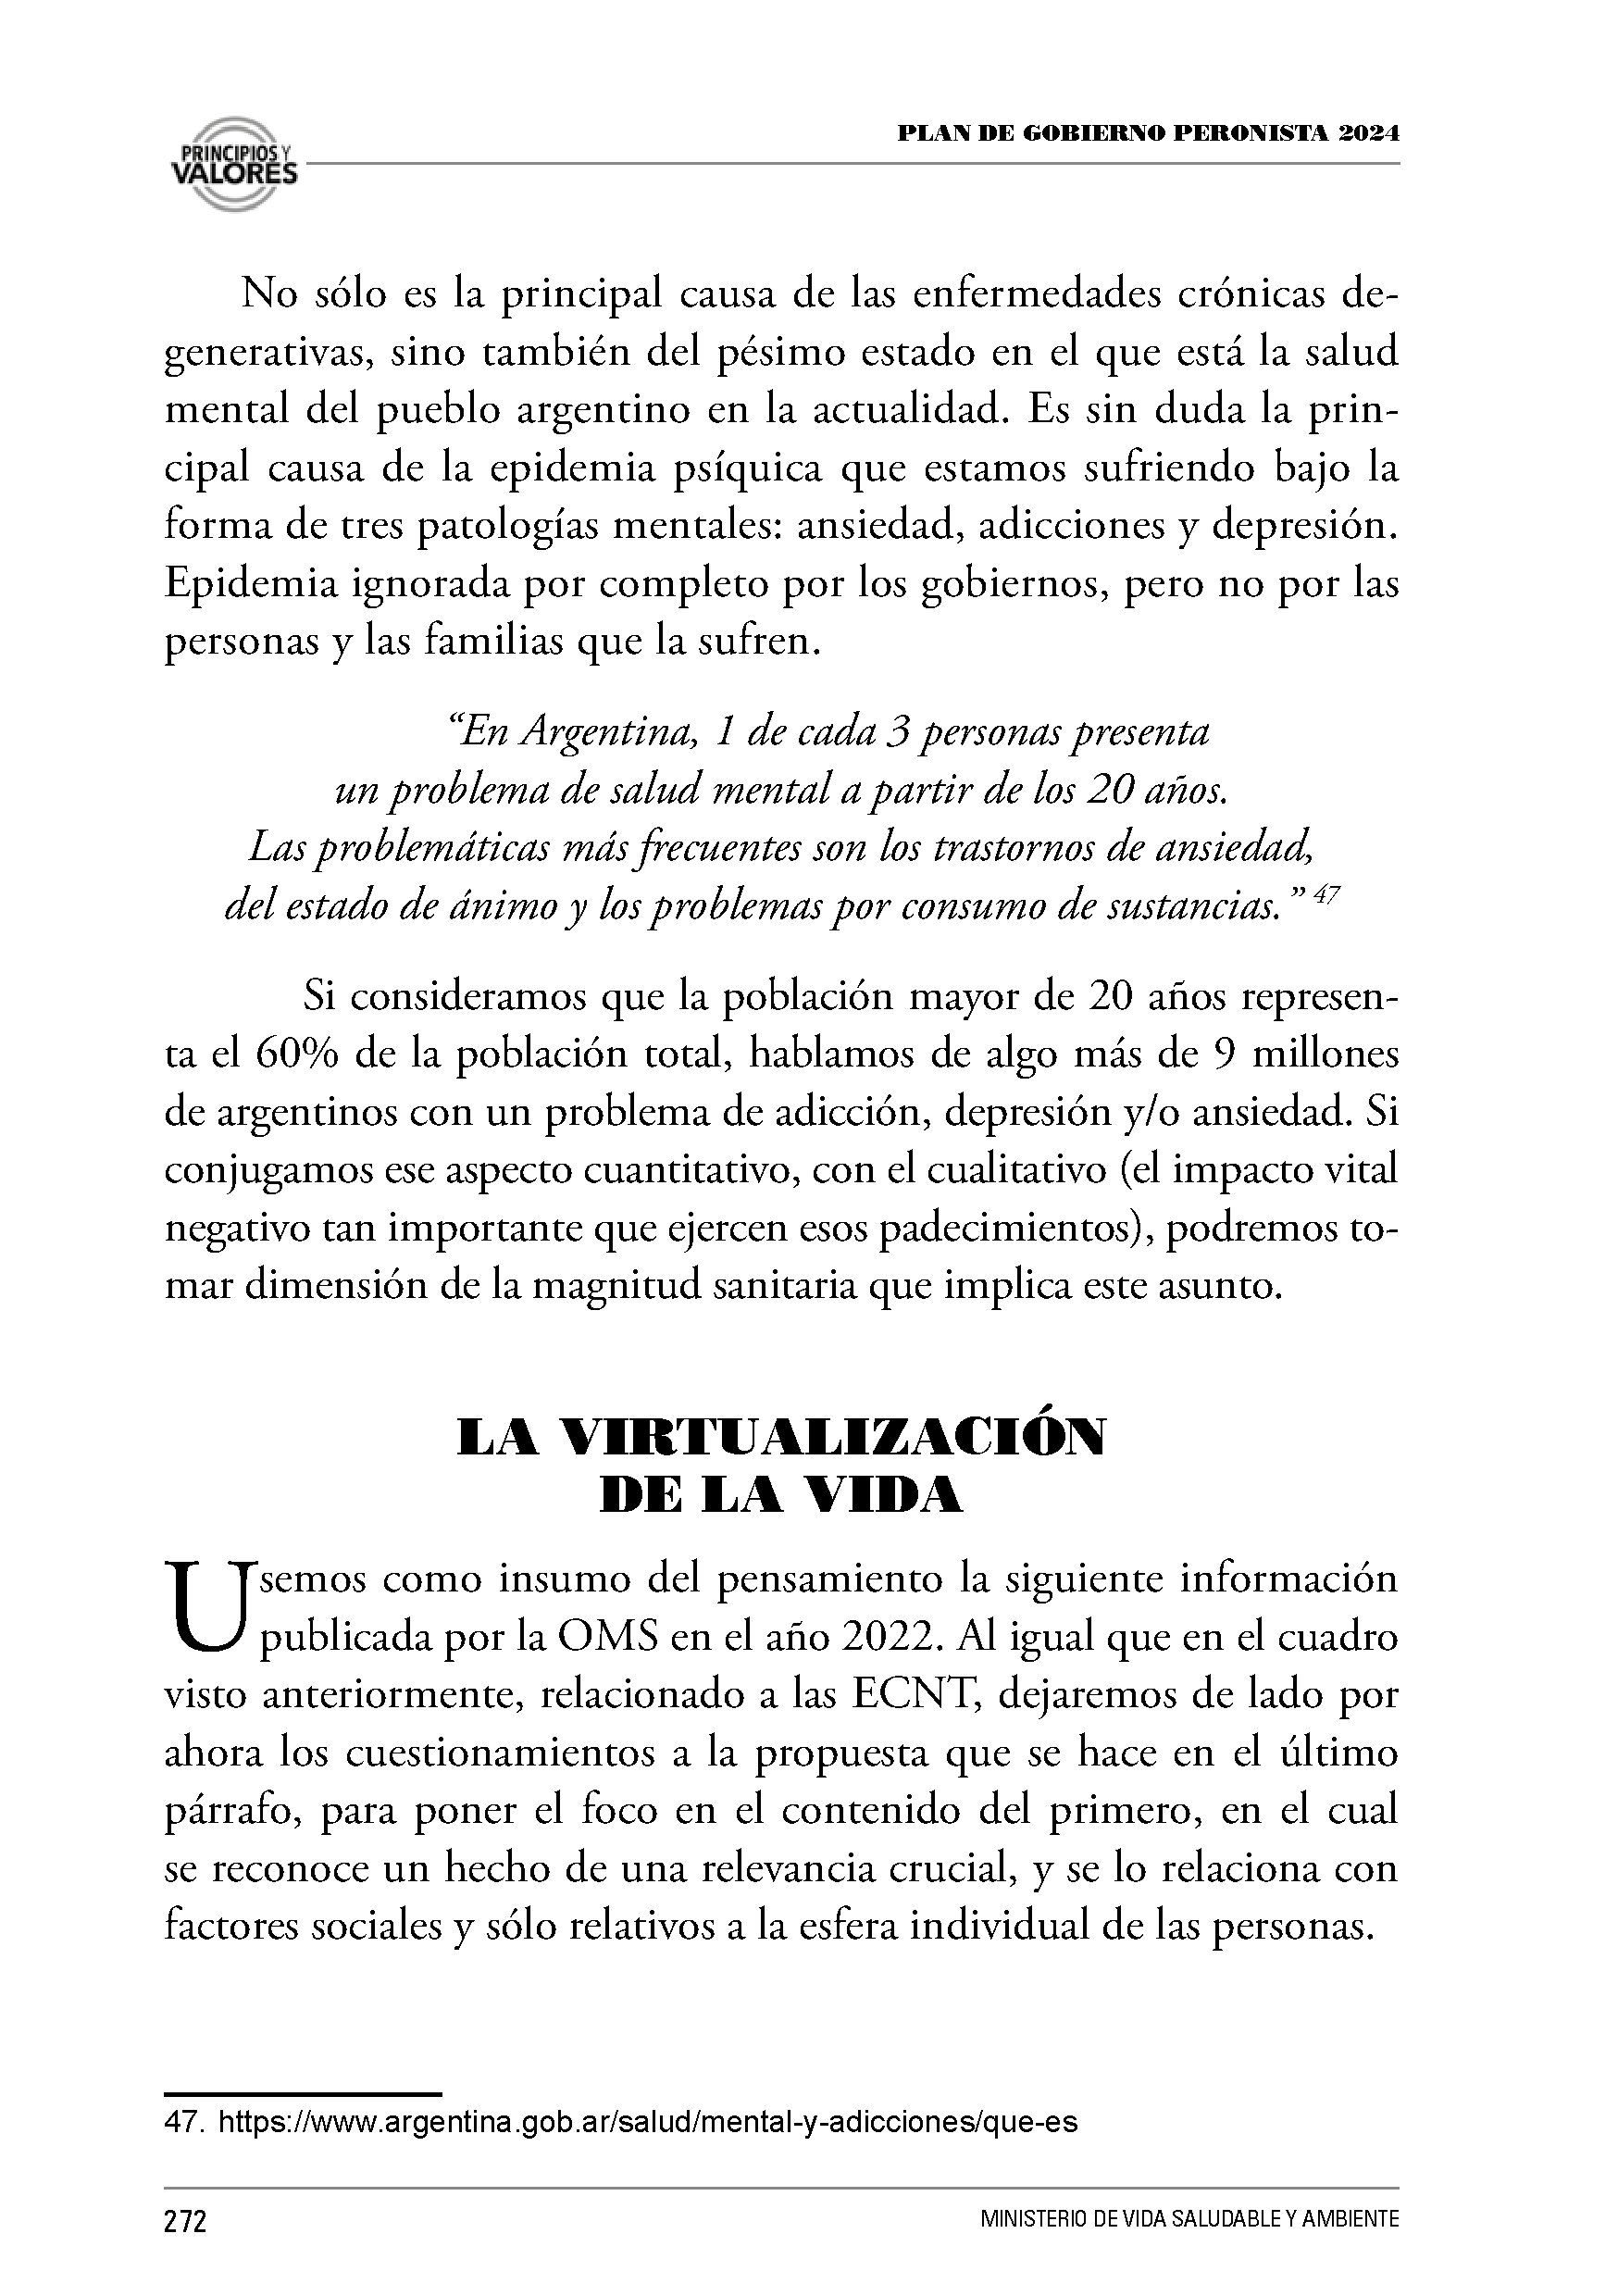 PRINCIPIOS Y
VALORES
PLAN DE GOBIERNO PERONISTA 2024
No sólo es la principal causa de las enfermedades crónicas de-
generativas, sino también del pésimo estado en el que está la salud
mental del pueblo argentino en la actualidad. Es sin duda la prin-
cipal causa de la epidemia psíquica que estamos sufriendo bajo la
forma de tres patologías mentales: ansiedad, adicciones y depresión.
Epidemia ignorada por completo por los gobiernos, pero no por las
personas y las familias que la sufren.
“En Argentina, 1 de cada 3 personas presenta
un problema de salud mental a partir de los 20 años.
Las problemáticas más frecuentes son los trastornos de ansiedad,
del estado de ánimo y los problemas por consumo de sustancias.” 47
Si consideramos que la población mayor de 20 años represen-
ta el 60% de la población total, hablamos de algo más de 9 millones
de argentinos con un problema de adicción, depresión y/o ansiedad. Si
conjugamos ese aspecto cuantitativo, con el cualitativo (el impacto vital
negativo tan importante que ejercen esos padecimientos), podremos to-
mar dimensión de la magnitud sanitaria que implica este asunto.
LA VIRTUALIZACIÓN
DE LA VIDA
Usemos como insumo del pensamiento la siguiente información
publicada por la OMS en el año 2022. Al igual que en el cuadro
visto anteriormente, relacionado a las ECNT, dejaremos de lado por
ahora los cuestionamientos a la propuesta que se hace en el último
párrafo, para poner el foco en el contenido del primero, en el cual
se reconoce un hecho de una relevancia crucial, y se lo relaciona con
factores sociales y sólo relativos a la esfera individual de las personas.
47. https://www.argentina.gob.ar/salud/mental-y-adicciones/que-es
272
MINISTERIO DE VIDA SALUDABLE Y AMBIENTE